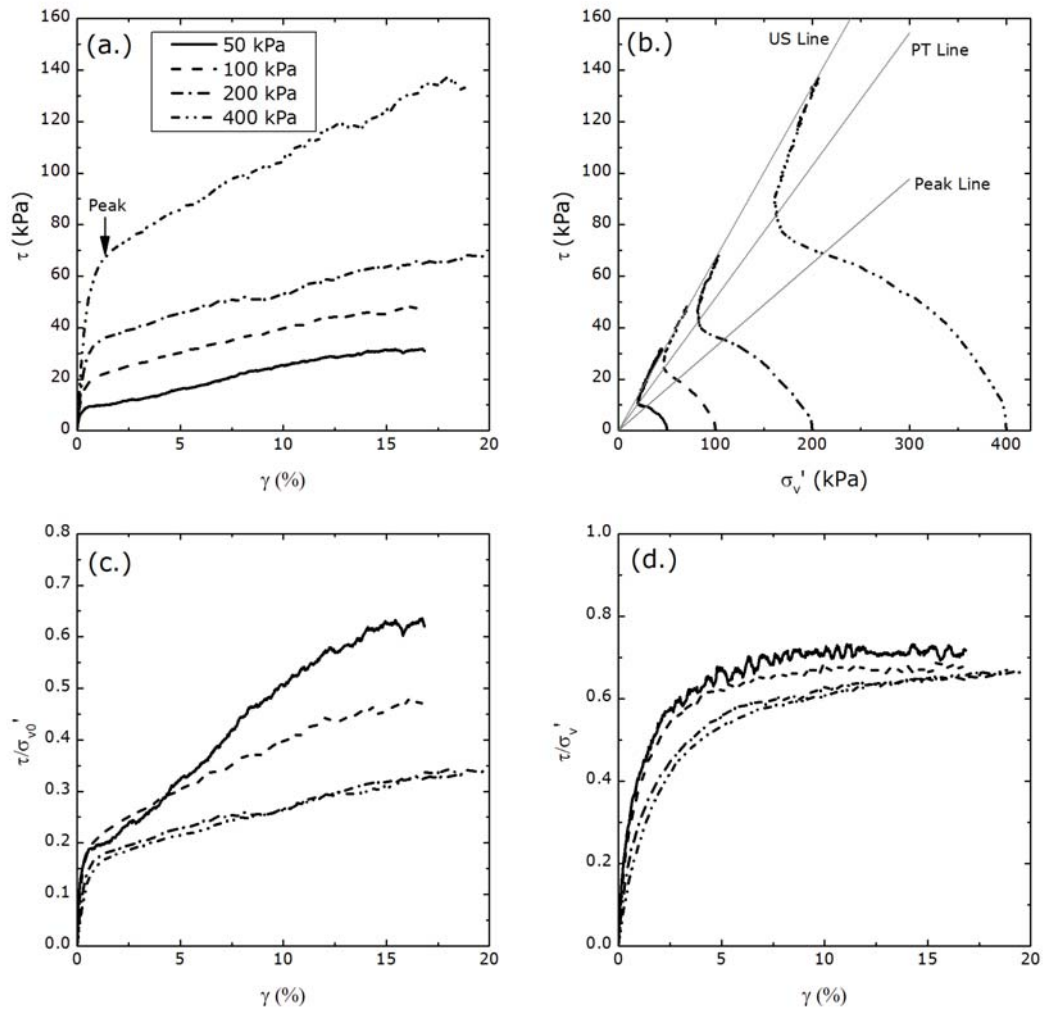 (a.)
50 kPa
100 kPa
200 kPa
400 kPa
Peak
τ (kPa)
160
140
120
100
80
60
40
20
0
0 5 10 15 20
γ (%)
(b.)
US Line
PT Line
Peak Line
τ (kPa)
160
140
120
100
80
60
40
20
0
0 100 200 300 400
σv' (kPa)
(c.)
τ/σv0'
0.8
0.7
0.6
0.5
0.4
0.3
0.2
0.1
0.0
0 5 10 15 20
γ (%)
(d.)
τ/σv'
1.0
0.8
0.6
0.4
0.2
0.0
0 5 10 15 20
γ (%)